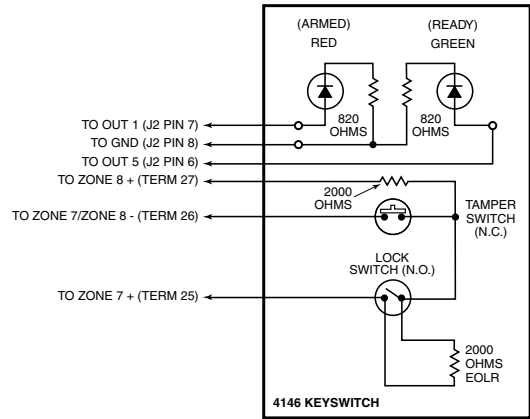 (ARMED)
RED
(READY)
GREEN
820
OHMS
820
OHMS
TO OUT 1 (J2 PIN 7)
TO GND (J2 PIN 8)
TO OUT 5 (J2 PIN 6)
TO ZONE 8 + (TERM 27)
2000
OHMS
TO ZONE 7/ZONE 8 - (TERM 26)
TAMPER
SWITCH
(N.C.)
LOCK
SWITCH (N.O.)
TO ZONE 7 + (TERM 25)
2000
OHMS
EOLR
4146 KEYSWITCH